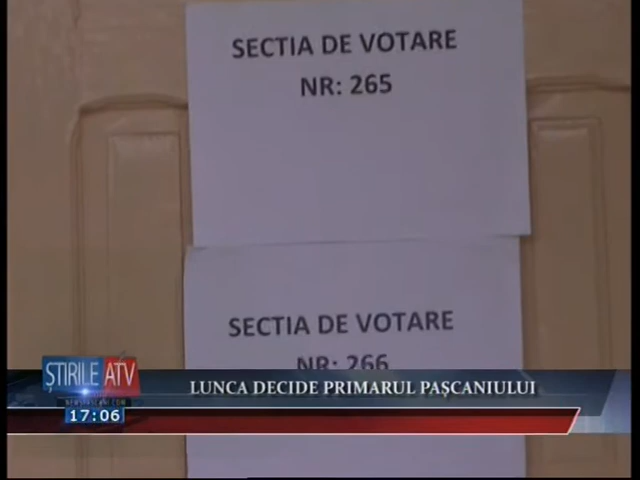 SECTIA DE VOTARE
NR: 265
SECTIA DE VOTARE
NR: 266
ȘTIRILE ATV
LUNCA DECIDE PRIMARUL PAȘCANIULUI
17:06